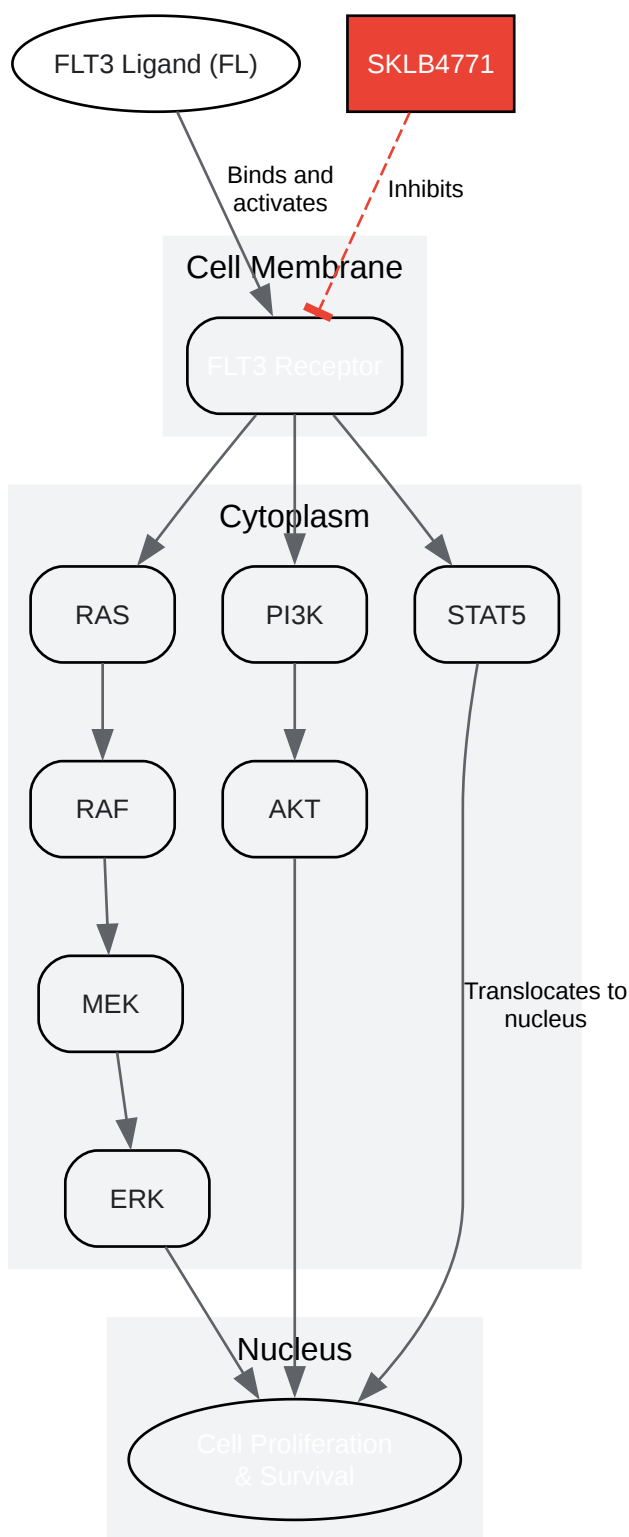 FLT3 Ligand (FL)
SKLB4771
Binds and
activates
Inhibits
Cell Membrane
FLT3 Receptor
Cytoplasm
RAS
PI3K
STAT5
RAF
AKT
MEK
Translocates to
nucleus
ERK
Nucleus
Cell Proliferation
& Survival